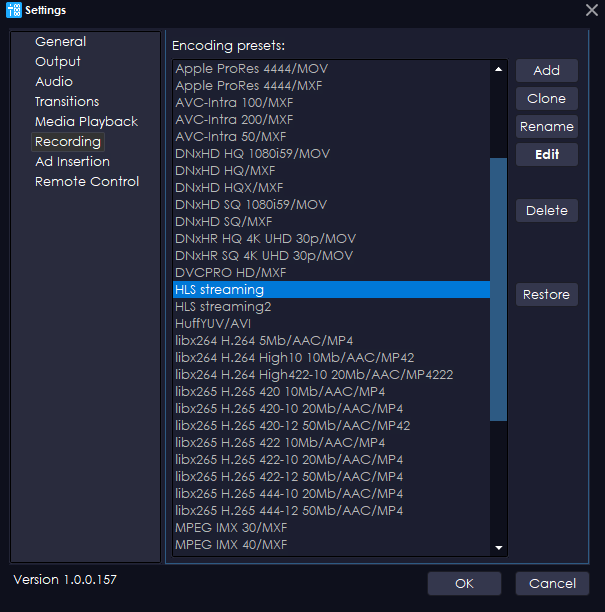 Settings
General
Output
Audio
Transitions
Media Playback
Recording
Ad Insertion
Remote Control
Encoding presets:
Apple ProRes 4444/MOV
Apple ProRes 4444/MXF
AVC-Intra 100/MXF
AVC-Intra 200/MXF
AVC-Intra 50/MXF
DNxHD HQ 1080i59/MOV
DNxHD HQ/MXF
DNxHD HQX/MXF
DNxHD SQ 1080i59/MOV
DNxHD SQ/MXF
DNxHR HQ 4K UHD 30p/MOV
DNxHR SQ 4K UHD 30p/MOV
DVCPRO HD/MXF
HLS streaming
HLS streaming2
HuffYUV/AVI
libx264 H.264 5Mb/AAC/MP4
libx264 H.264 High10 10Mb/AAC/MP42
libx264 H.264 High422-10 20Mb/AAC/MP4222
libx265 H.265 420 10Mb/AAC/MP4
libx265 H.265 420-10 20Mb/AAC/MP4
libx265 H.265 420-12 50Mb/AAC/MP42
libx265 H.265 422 10Mb/AAC/MP4
libx265 H.265 422-10 20Mb/AAC/MP4
libx265 H.265 422-12 50Mb/AAC/MP4
libx265 H.265 444-10 20Mb/AAC/MP4
libx265 H.265 444-12 50Mb/AAC/MP4
MPEG IMX 30/MXF
MPEG IMX 40/MXF
Add
Clone
Rename
Edit
Delete
Restore
Version 1.0.0.157
OK
Cancel